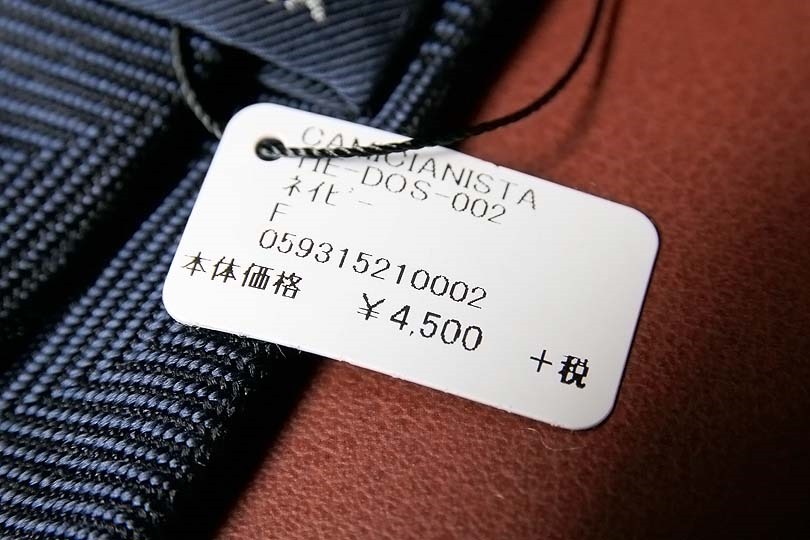 CAMICIANISTA
TIE-DOS-002
ﾈｲﾋﾞｰ
F
059315210002
本体価格 ¥4,500 +税